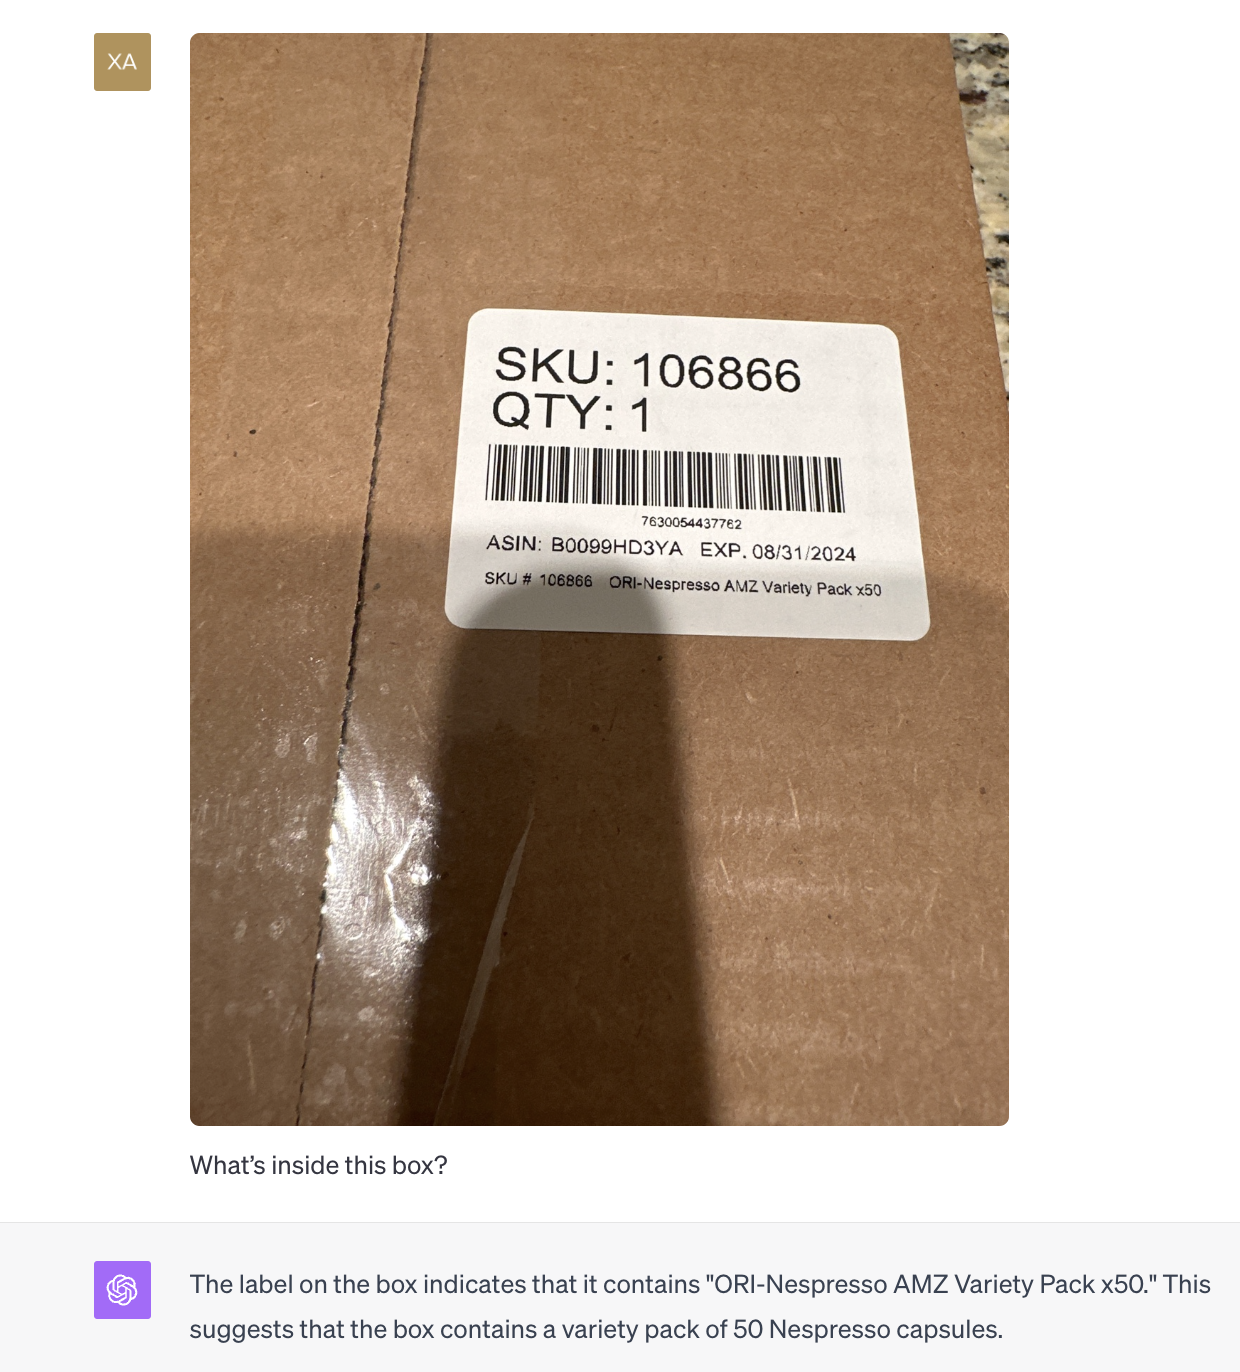 XA
SKU: 106866
QTY: 1
7630054437762
ASIN: B0099HD3YA EXP. 08/31/2024
SKU # 106866 ORI-Nespresso AMZ Variety Pack x50
What’s inside this box?
The label on the box indicates that it contains "ORI-Nespresso AMZ Variety Pack x50." This
suggests that the box contains a variety pack of 50 Nespresso capsules.